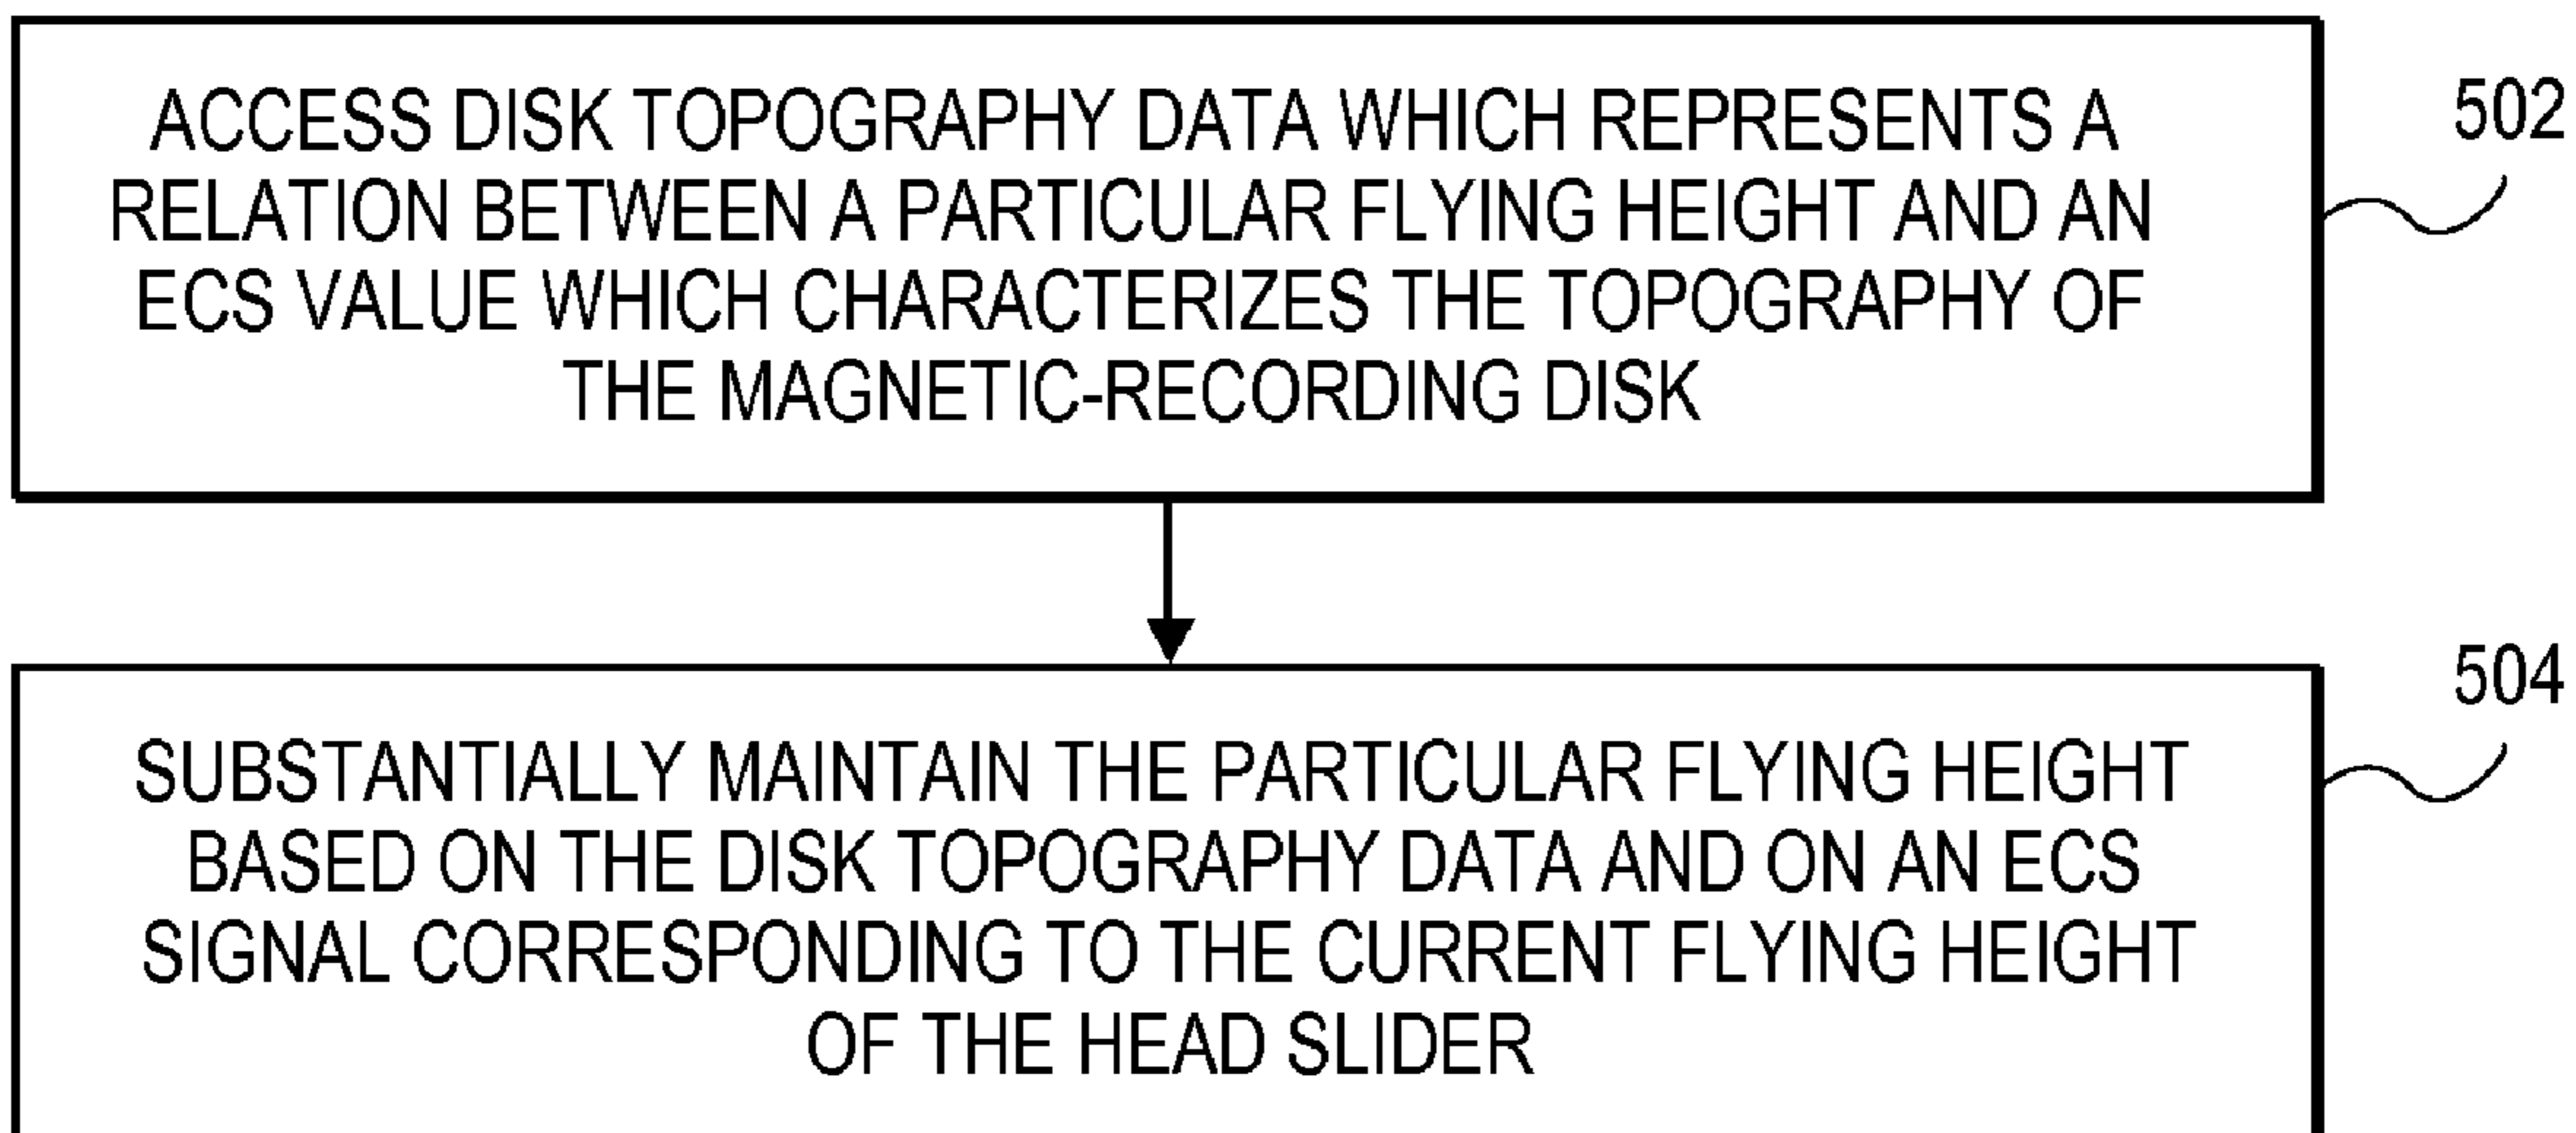 ACCESS DISK TOPOGRAPHY DATA WHICH REPRESENTS A
RELATION BETWEEN A PARTICULAR FLYING HEIGHT AND AN
ECS VALUE WHICH CHARACTERIZES THE TOPOGRAPHY OF
THE MAGNETIC-RECORDING DISK
502
SUBSTANTIALLY MAINTAIN THE PARTICULAR FLYING HEIGHT
BASED ON THE DISK TOPOGRAPHY DATA AND ON AN ECS
SIGNAL CORRESPONDING TO THE CURRENT FLYING HEIGHT
OF THE HEAD SLIDER
504